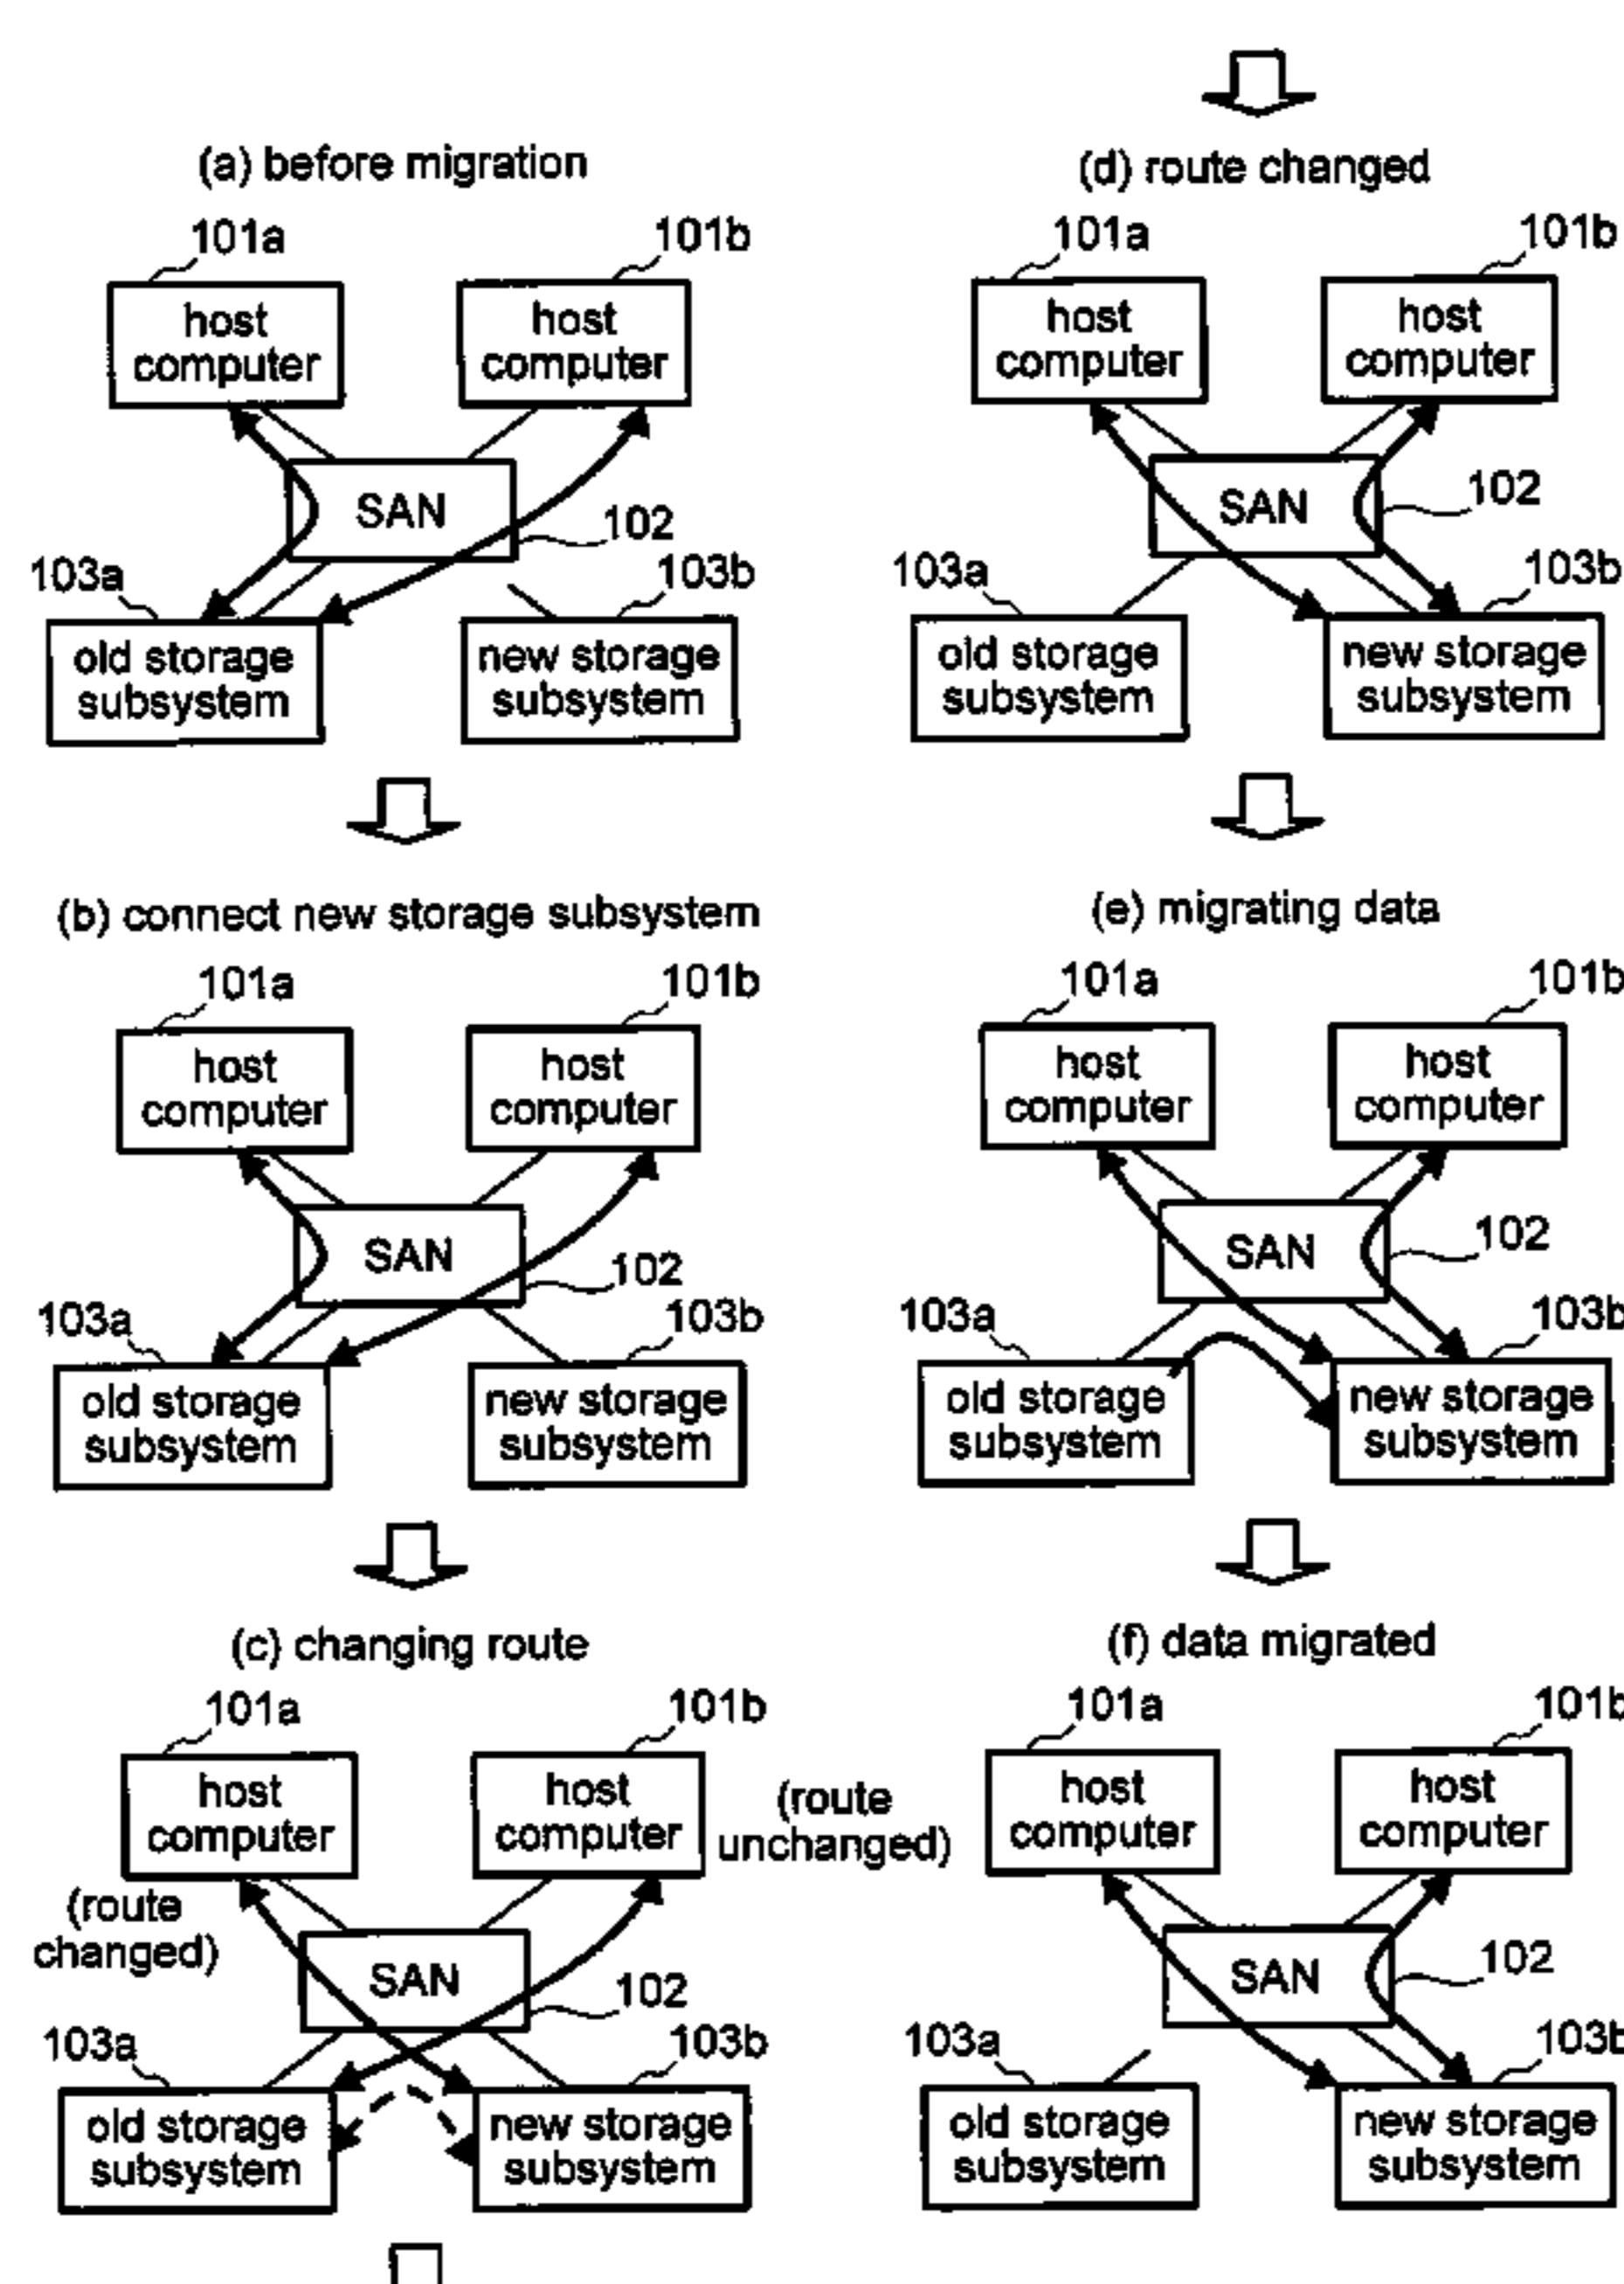 (a) before migration
101a
101b
host
computer
host
computer
SAN
102
103a
103b
old storage
subsystem
new storage
subsystem
(b) connect new storage subsystem
101a
101b
host
computer
host
computer
SAN
102
103a
103b
old storage
subsystem
new storage
subsystem
(c) changing route
101a
101b
host
computer
host
computer
(route
unchanged)
(route
changed)
SAN
102
103a
103b
old storage
subsystem
new storage
subsystem
(d) route changed
101a
101b
host
computer
host
computer
SAN
102
103a
103b
old storage
subsystem
new storage
subsystem
(e) migrating data
101a
101b
host
computer
host
computer
SAN
102
103a
103b
old storage
subsystem
new storage
subsystem
(f) data migrated
101a
101b
host
computer
host
computer
SAN
102
103a
103b
old storage
subsystem
new storage
subsystem